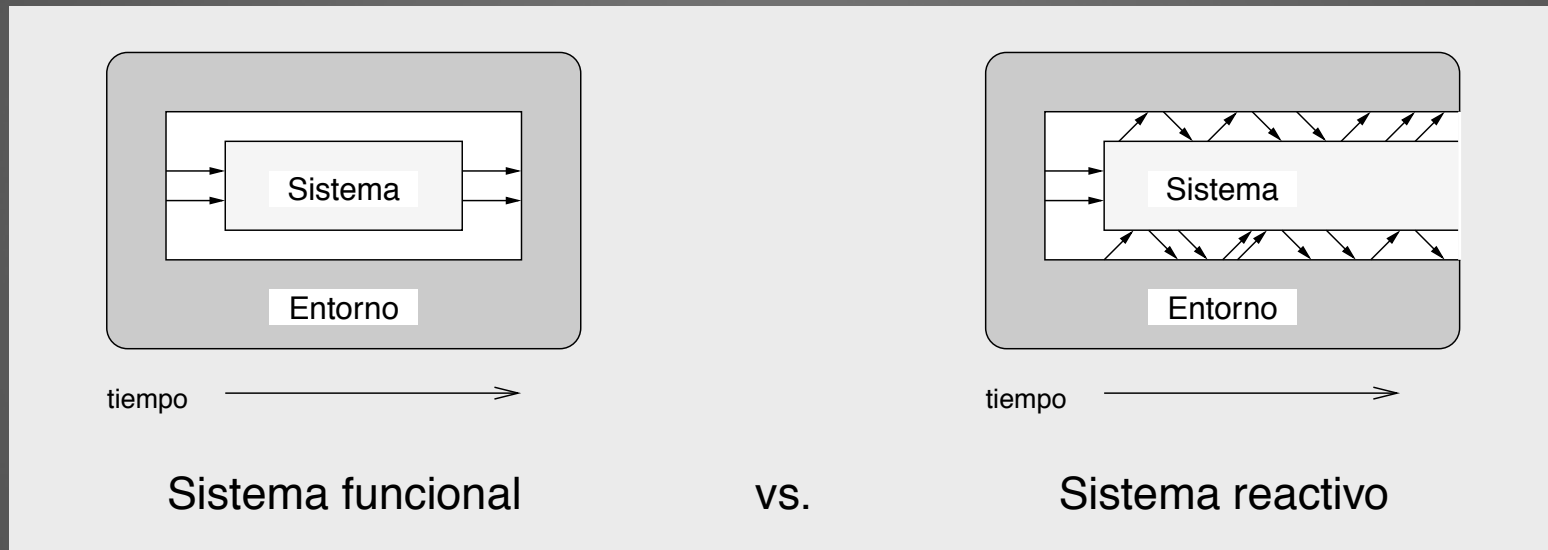 Sistema
Entorno
tiempo
Sistema funcional
vs.
Sistema
Entorno
tiempo
Sistema reactivo